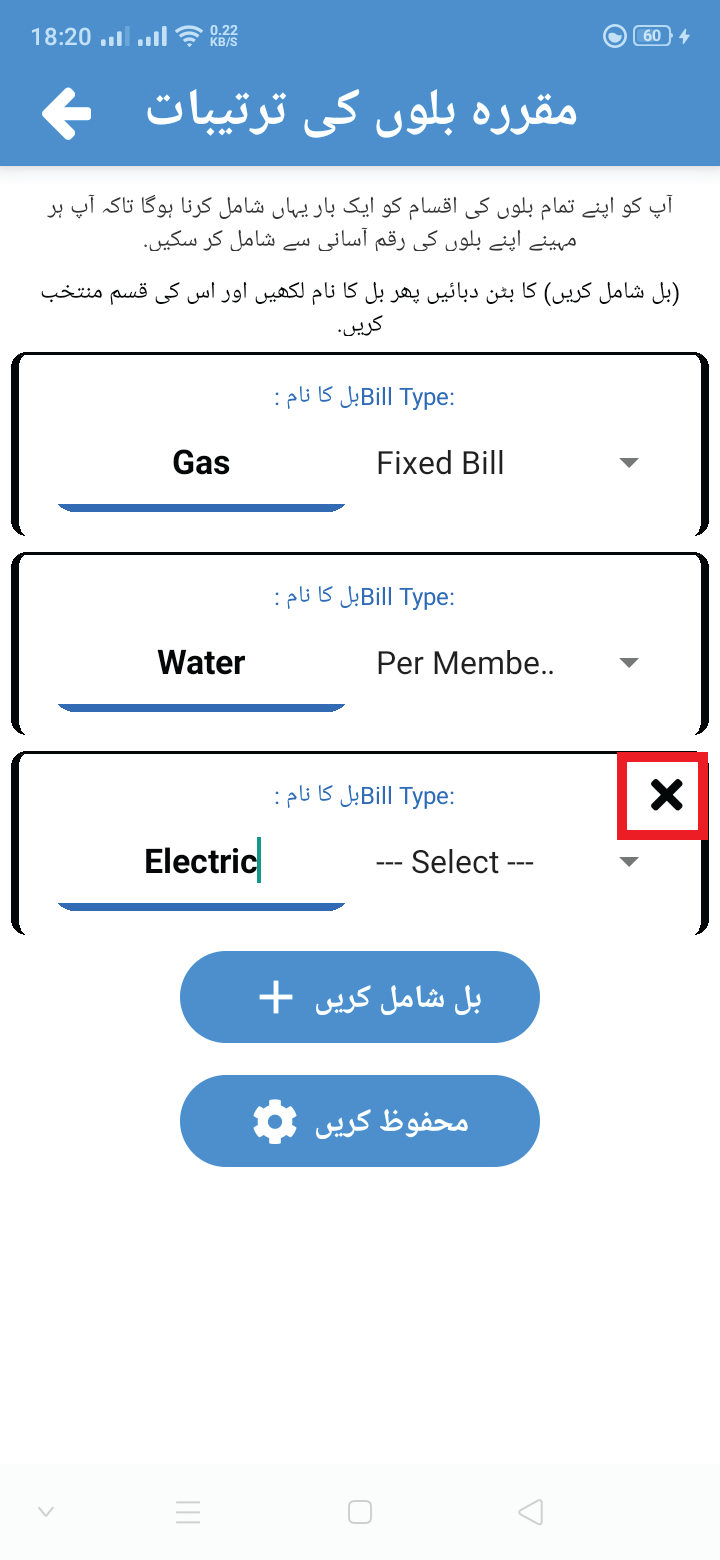 18:20 0.22 KB/S 60
مقررہ بلوں کی ترتیبات
آپ کو اپنے تمام بلوں کی اقسام کو ایک بار یہاں شامل کرنا ہوگا تاکہ آپ ہر
مہینے اپنے بلوں کی رقم آسانی سے شامل کر سکیں.
(بل شامل کریں) کا بٹن دبائیں پھر بل کا نام لکھیں اور اس کی قسم منتخب
کریں.
بل کا نام : Bill Type:
Gas Fixed Bill
بل کا نام : Bill Type:
Water Per Membe..
بل کا نام : Bill Type:
Electric --- Select ---
بل شامل کریں
محفوظ کریں